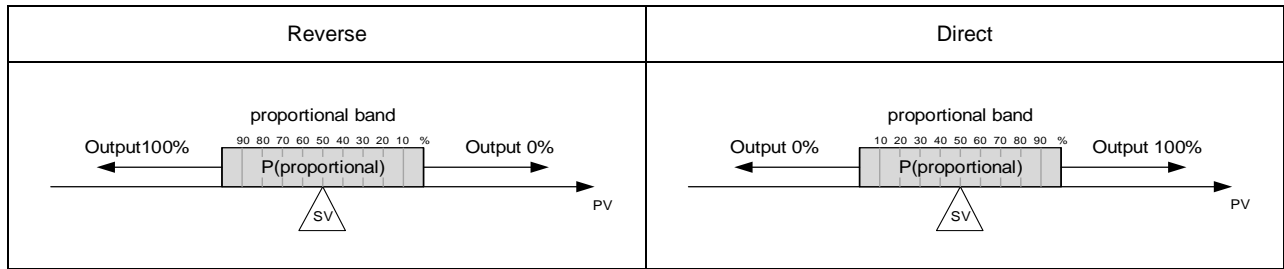 Reverse
Direct
proportional band
90 80 70 60 50 40 30 20 10 %
Output100%
Output 0%
P(proportional)
SV
PV
proportional band
10 20 30 40 50 60 70 80 90 %
Output 0%
Output 100%
P(proportional)
SV
PV